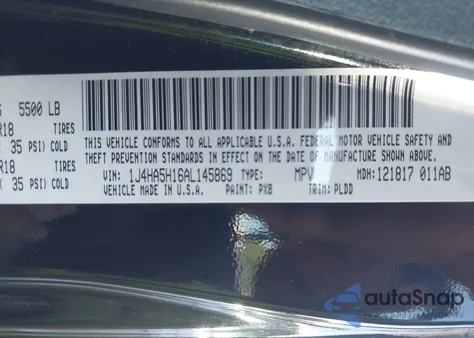 5500 LB
R18 TIRES
35 PSI) COLD
R18 TIRES
35 PSI) COLD
THIS VEHICLE CONFORMS TO ALL APPLICABLE U.S.A. FEDERAL MOTOR VEHICLE SAFETY AND
THEFT PREVENTION STANDARDS IN EFFECT ON THE DATE OF MANUFACTURE SHOWN ABOVE.
VIN: 1J4HA5H16AL145869 TYPE: MPV MDH: 121817 011AB
VEHICLE MADE IN U.S.A. PAINT: PXB TRIM: PLDD
autoSnap